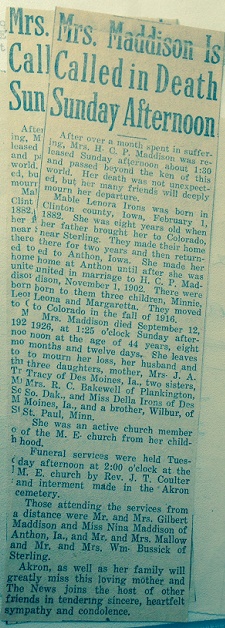 Mrs. Mrs. Maddison Is
Call Called in Death
Sun Sunday Afternoon
After over a month spent in suffer-
ing, Mrs. H. C. P. Maddison was re-
leased Sunday afternoon about 1:30
and passed beyond the ken of this
world. Her death was not unexpect-
ed, but her many friends will deeply
mourn her departure.
Mable Lenora Irons was born in
Clinton county, Iowa, February 1,
1882. She was eight years old when
her father brought her to Colorado,
near Sterling. They made their home
there for two years and then return-
ed to Anthon, Iowa. She made her
home at Anthon until after she was
united in marriage to H. C. P. Mad-
dison, November 1, 1902. There were
born to them three children, Minnie,
Leona and Margaretta. They moved
to Colorado in the fall of 1916.
Mrs. Maddison died September 12,
1926, at 1:25 o'clock Sunday after-
noon at the age of 44 years, eight
months and twelve days. She leaves
to mourn her loss, her husband and
three daughters, mother, Mrs. J. A.
Tracy of Des Moines, Ia., two sisters,
Mrs. R. C. Bakewell of Plankington,
So. Dak., and Miss Della Irons of Des
Moines, Ia., and a brother, Wilbur, of
St. Paul, Minn.
She was an active church member
of the M. E. church from her child-
hood.
Funeral services were held Tues-
day afternoon at 2:00 o'clock at the
M. E. church by Rev. J. T. Coulter
and interment made in the Akron
cemetery.
Those attending the services from
a distance were Mr. and Mrs. Gilbert
Maddison and Miss Nina Maddison of
Anthon, Ia., and Mr. and Mrs. Mallow
and Mr. and Mrs. Wm. Bussick of
Sterling.
Akron, as well as her family will
greatly miss this loving mother and
The News joins the host of other
friends in tendering sincere, heartfelt
sympathy and condolence.